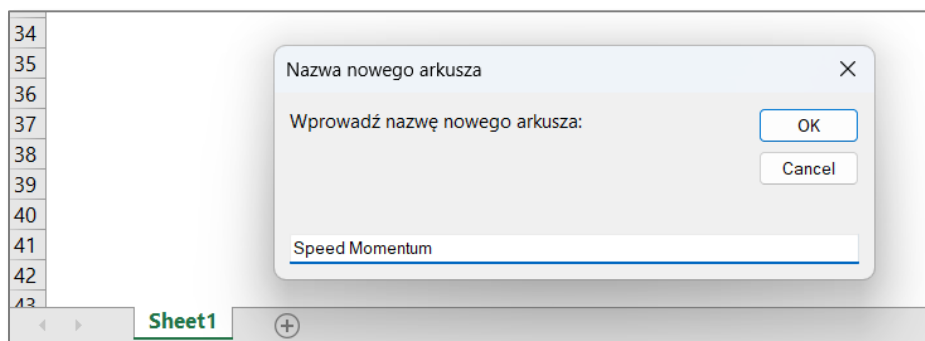 34
35
36
37
38
39
40
41
42
43
Nazwa nowego arkusza
Wprowadź nazwę nowego arkusza:
OK
Cancel
Speed Momentum
Sheet1